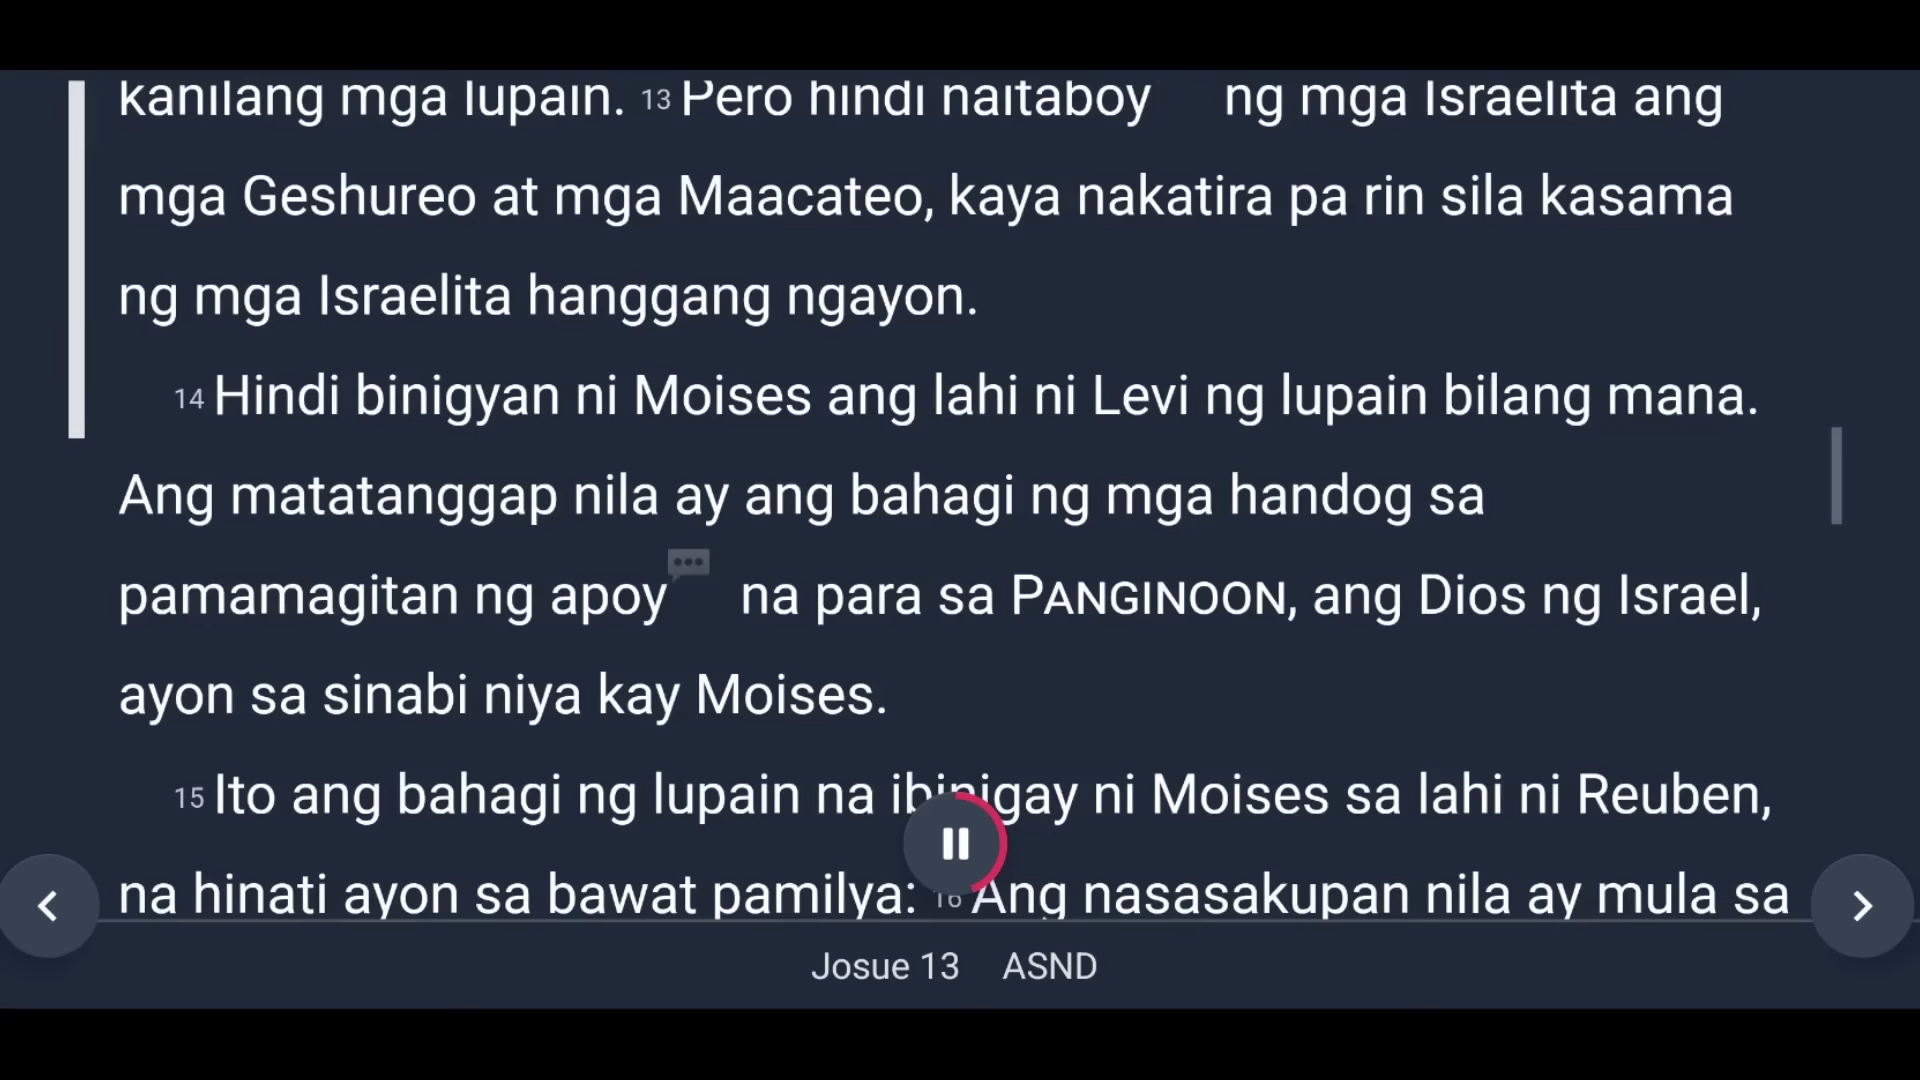 kanilang mga lupain. 13 Pero hindi naitaboy ng mga Israelita ang
mga Geshureo at mga Maacateo, kaya nakatira pa rin sila kasama
ng mga Israelita hanggang ngayon.
14 Hindi binigyan ni Moises ang lahi ni Levi ng lupain bilang mana.
Ang matatanggap nila ay ang bahagi ng mga handog sa
pamamagitan ng apoy na para sa PANGINOON, ang Dios ng Israel,
ayon sa sinabi niya kay Moises.
15 Ito ang bahagi ng lupain na ibinigay ni Moises sa lahi ni Reuben,
na hinati ayon sa bawat pamilya: 16 Ang nasasakupan nila ay mula sa
Josue 13 ASND